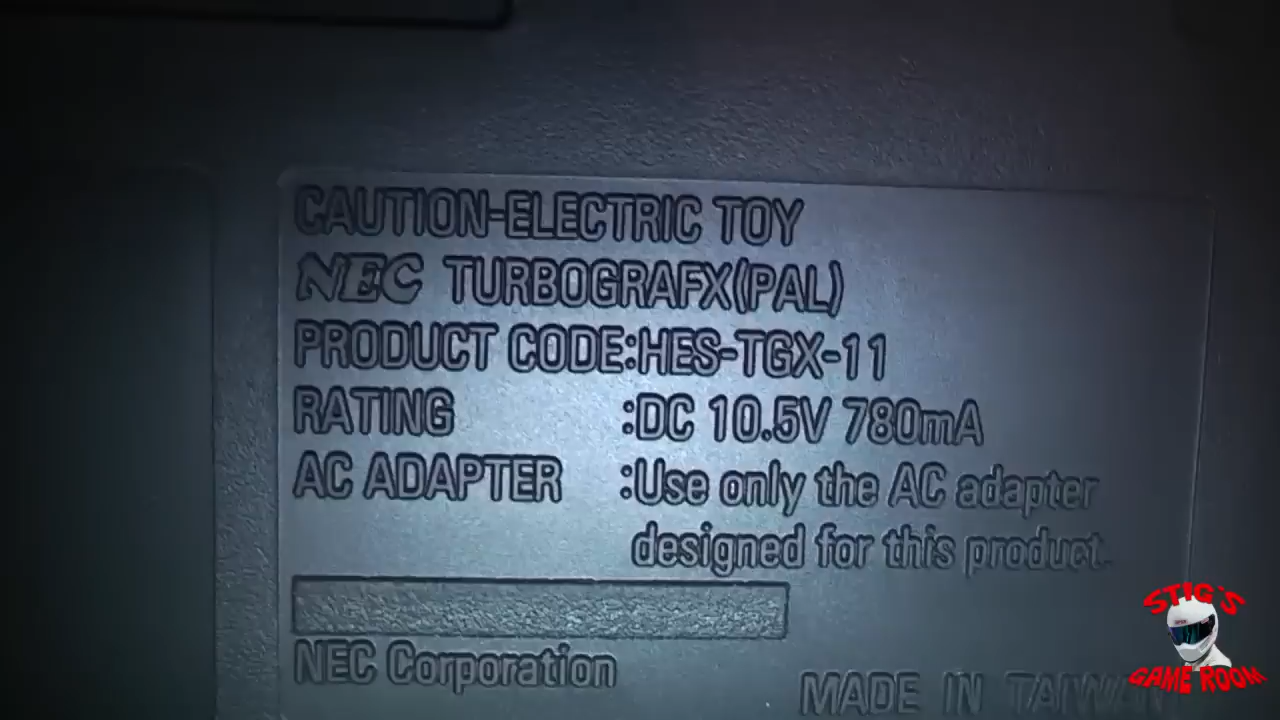 CAUTION-ELECTRIC TOY
NEC TURBOGRAFX(PAL)
PRODUCT CODE:HES-TGX-11
RATING :DC 10.5V 780mA
AC ADAPTER :Use only the AC adapter
designed for this product.
NEC Corporation
MADE IN TAIWAN
STIG'S
GAME ROOM